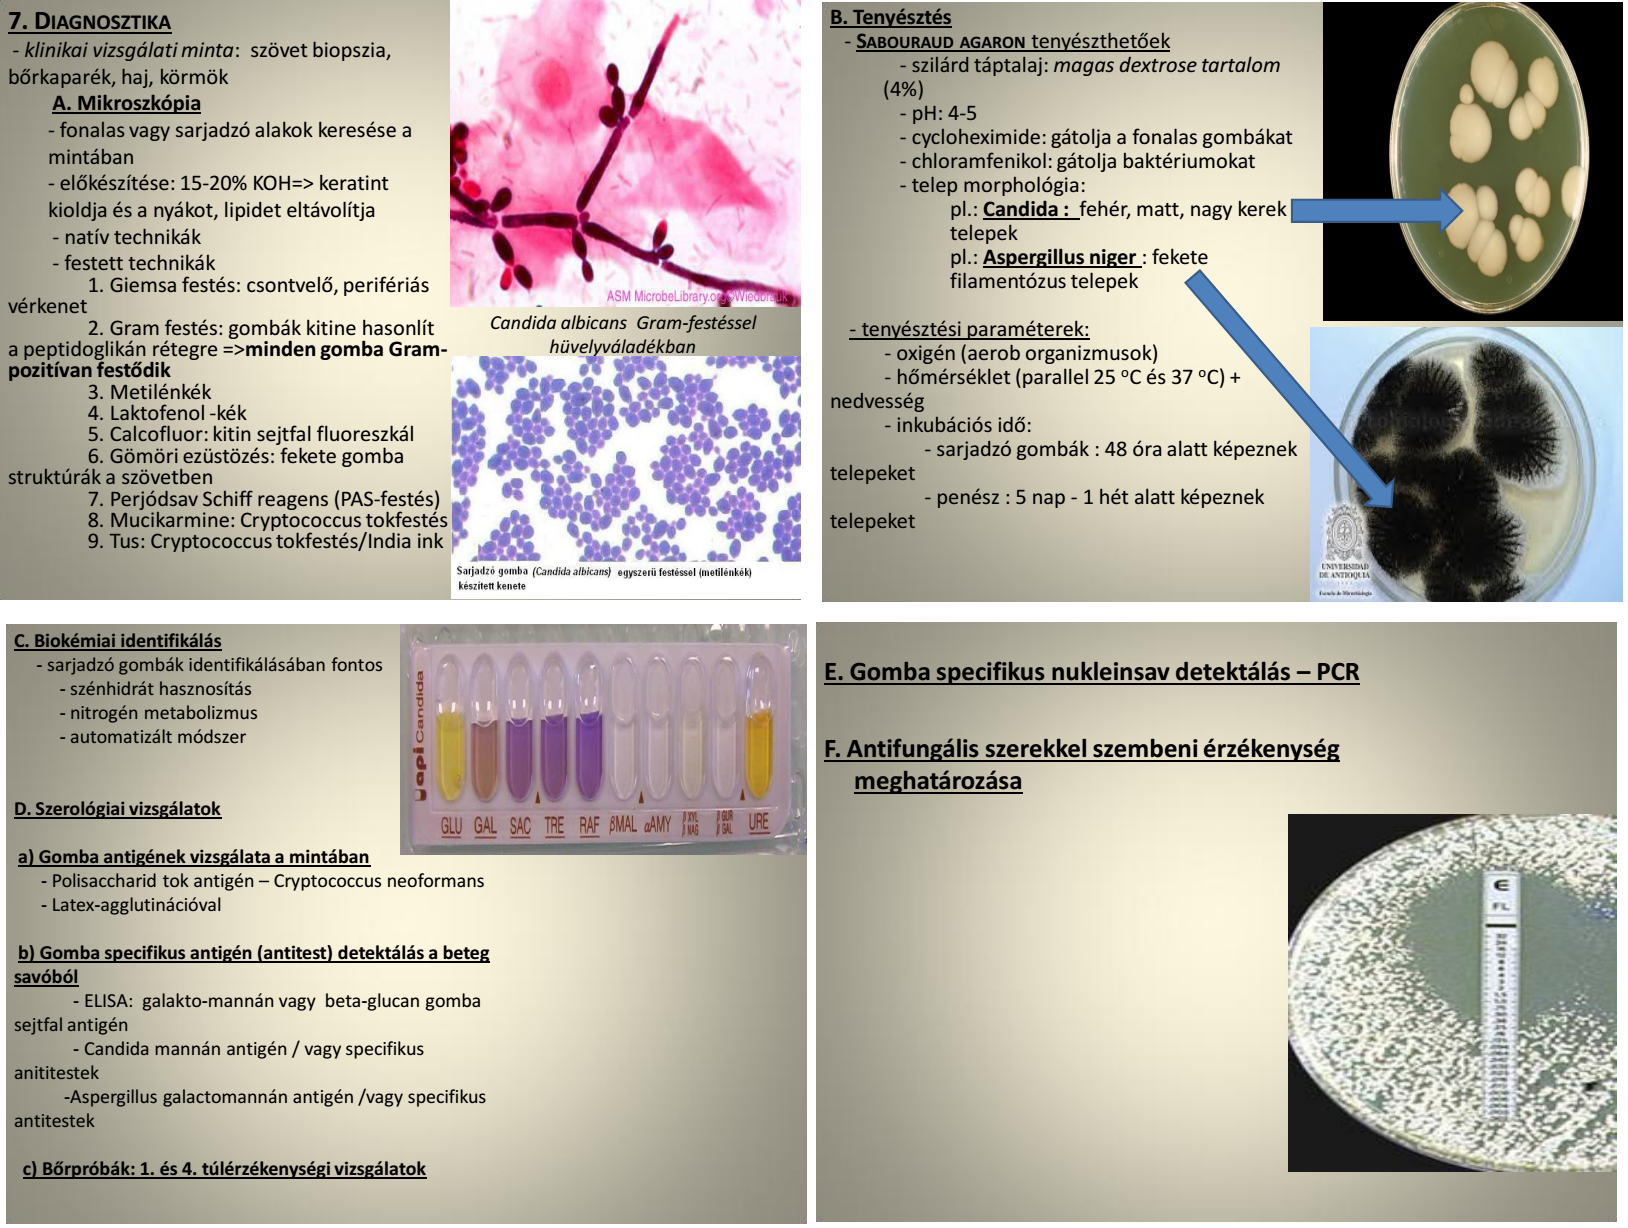 7. DIAGNOSZTIKA
- klinikai vizsgálati minta: szövet biopszia,
bőrkaparék, haj, körmök
A. Mikroszkópia
- fonalas vagy sarjadzó alakok keresése a
mintában
- előkészítése: 15-20% KOH=> keratint
kioldja és a nyákot, lipidet eltávolítja
- natív technikák
- festett technikák
1. Giemsa festés: csontvelő, perifériás
vérkenet
2. Gram festés: gombák kitine hasonlít
a peptidoglikán rétegre =>minden gomba Gram-
pozitívan festődik
3. Metilénkék
4. Laktofenol -kék
5. Calcofluor: kitin sejtfal fluoreszkál
6. Gömöri ezüstözés: fekete gomba
struktúrák a szövetben
7. Perjódsav Schiff reagens (PAS-festés)
8. Mucikarmine: Cryptococcus tokfestés
9. Tus: Cryptococcus tokfestés/India ink
ASM MicrobeLibrary.org©Wiedbrauk
Candida albicans Gram-festéssel
hüvelyváladékban
Sarjadzó gomba (Candida albicans) egyszerű festéssel (metilénkék)
készített kenete
B. Tenyésztés
- SABOURAUD AGARON tenyészthetőek
- szilárd táptalaj: magas dextrose tartalom
(4%)
- pH: 4-5
- cycloheximide: gátolja a fonalas gombákat
- chloramfenikol: gátolja baktériumokat
- telep morphológia:
pl.: Candida : fehér, matt, nagy kerek
telepek
pl.: Aspergillus niger : fekete
filamentózus telepek
- tenyésztési paraméterek:
- oxigén (aerob organizmusok)
- hőmérséklet (parallel 25 ºC és 37 ºC) +
nedvesség
- inkubációs idő:
- sarjadzó gombák : 48 óra alatt képeznek
telepeket
- penész : 5 nap - 1 hét alatt képeznek
telepeket
UNIVERSIDAD
DE ANTIOQUIA
Escuela de Microbiología
C. Biokémiai identifikálás
- sarjadzó gombák identifikálásában fontos
- szénhidrát hasznosítás
- nitrogén metabolizmus
- automatizált módszer
api Candida
GLU GAL SAC TRE RAF βMAL αAMY β XYL β NAG β GUR β GAL URE
D. Szerológiai vizsgálatok
a) Gomba antigének vizsgálata a mintában
- Polisaccharid tok antigén – Cryptococcus neoformans
- Latex-agglutinációval
b) Gomba specifikus antigén (antitest) detektálás a beteg
savóból
- ELISA: galakto-mannán vagy beta-glucan gomba
sejtfal antigén
- Candida mannán antigén / vagy specifikus
anititestek
-Aspergillus galactomannán antigén /vagy specifikus
antitestek
c) Bőrpróbák: 1. és 4. túlérzékenységi vizsgálatok
E. Gomba specifikus nukleinsav detektálás – PCR
F. Antifungális szerekkel szembeni érzékenység
meghatározása
E
FL